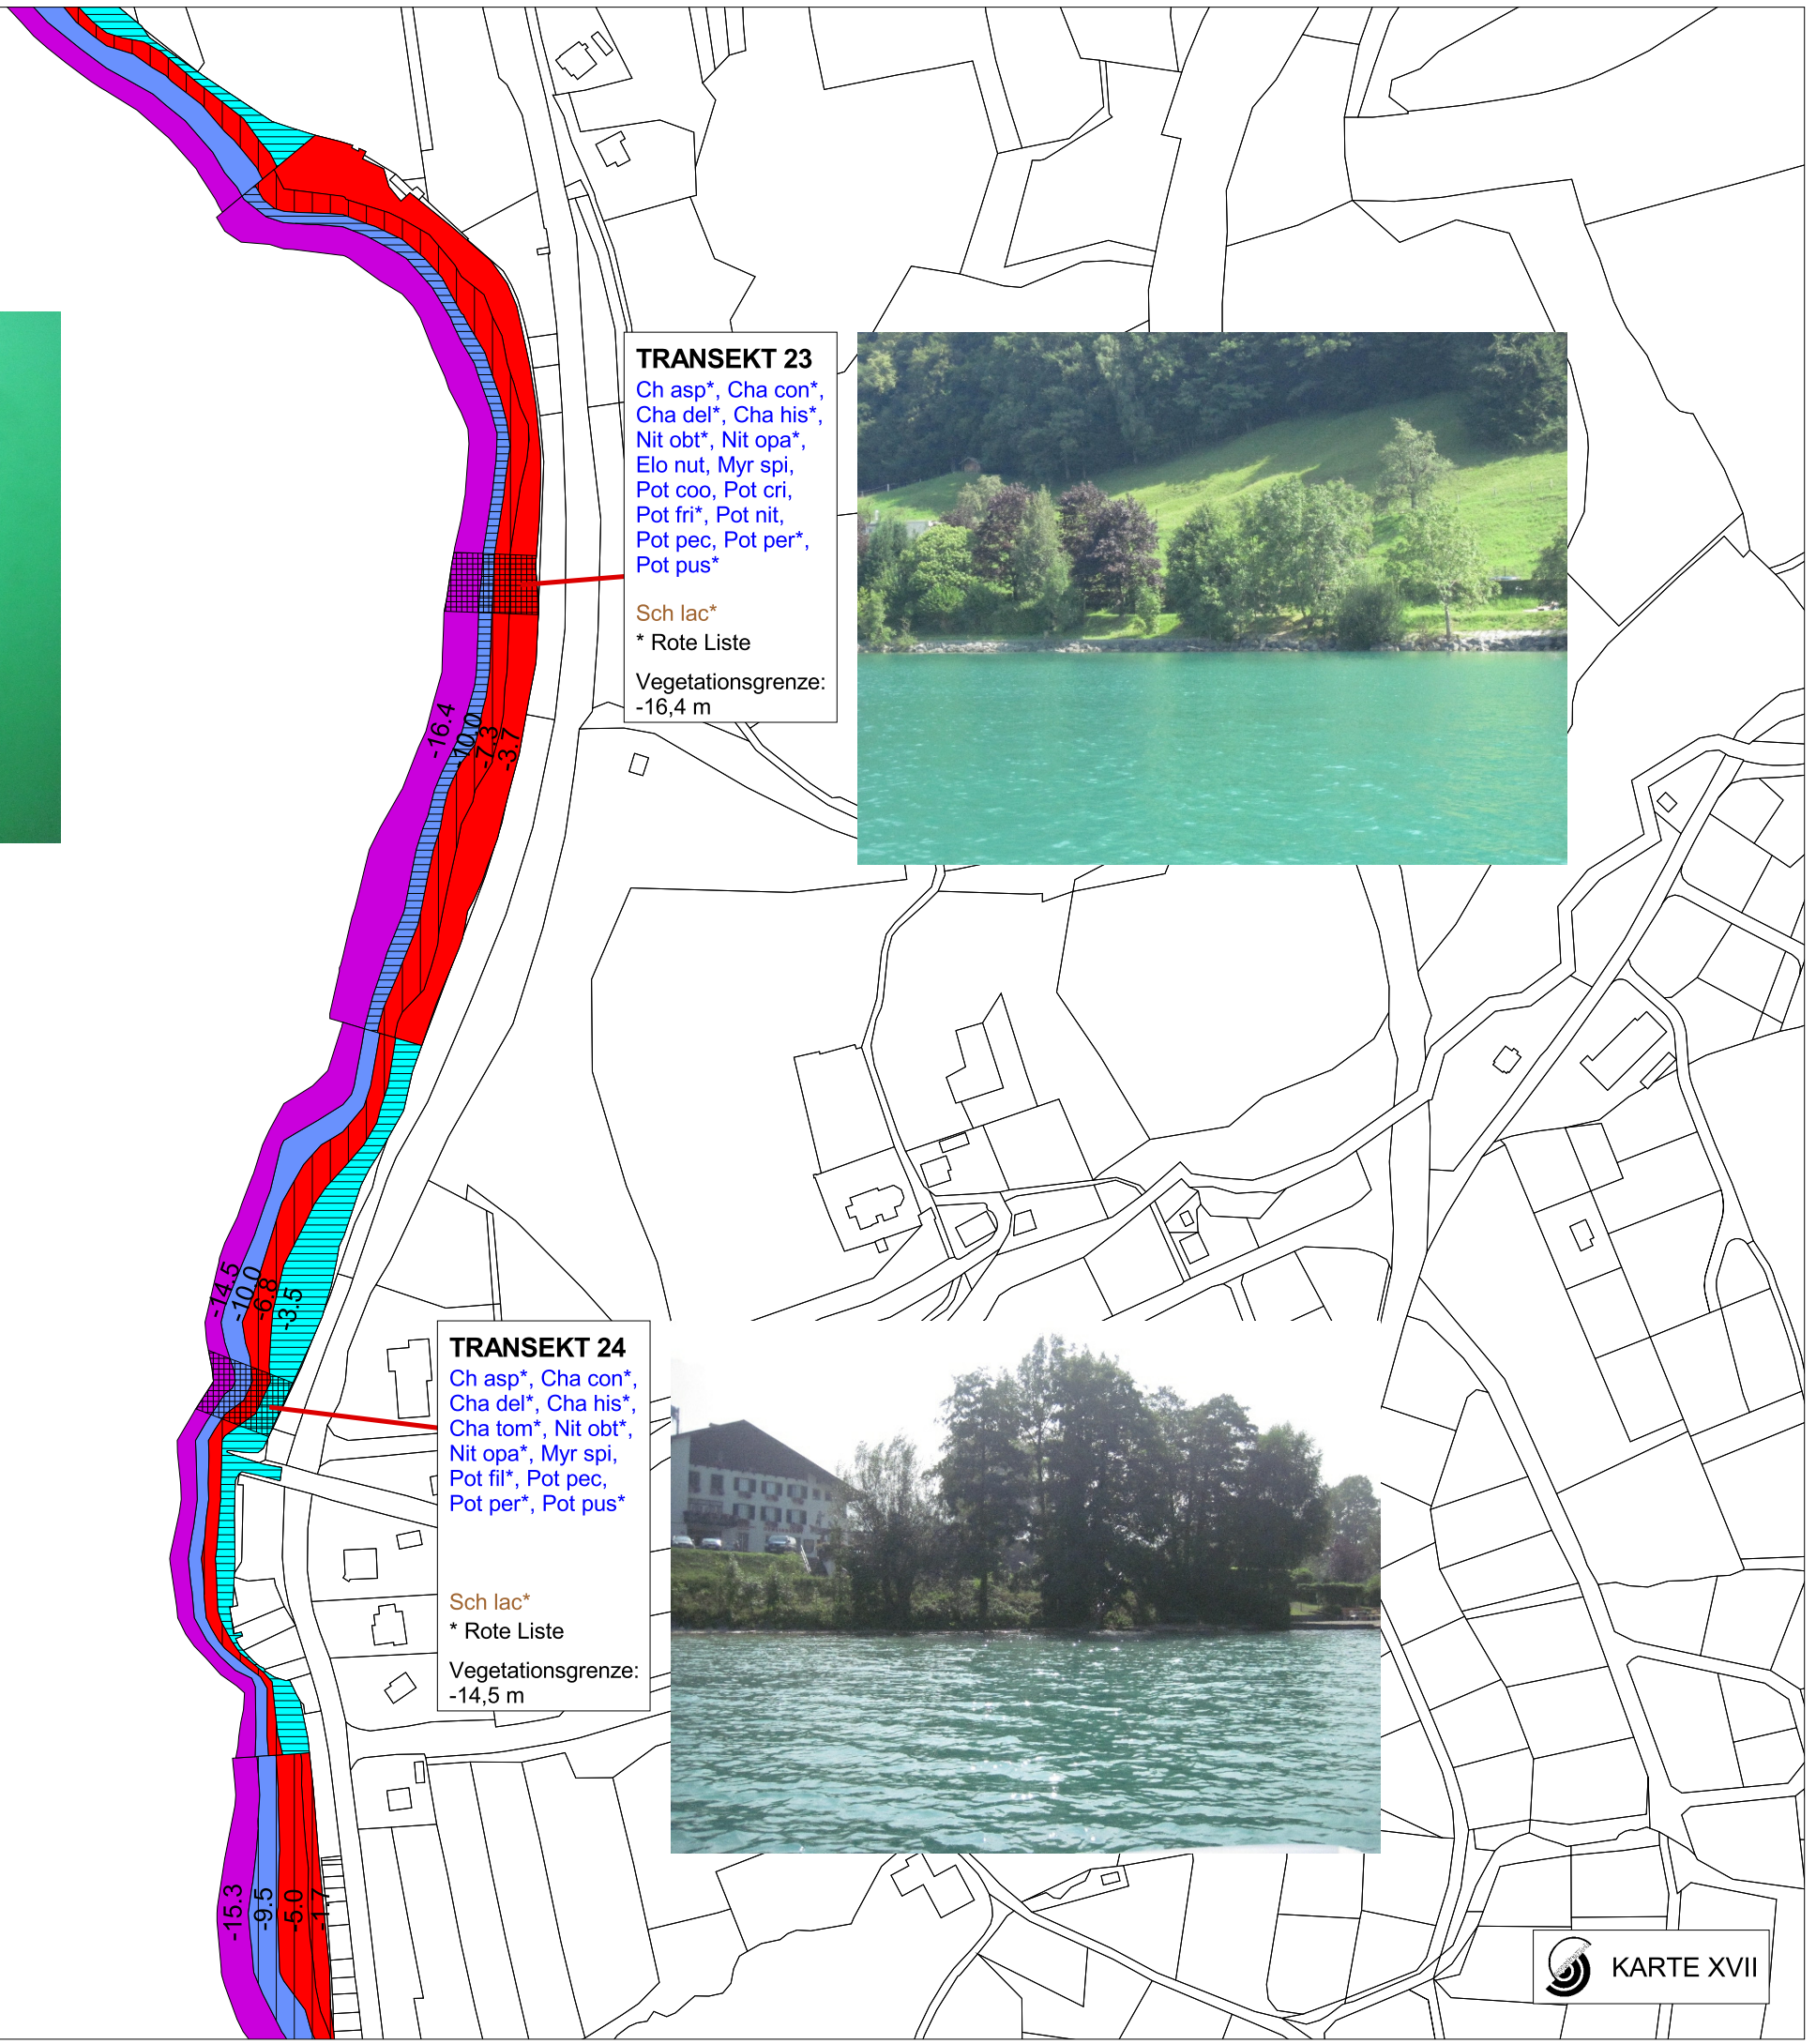 TRANSEKT 23
Ch asp*, Cha con*,
Cha del*, Cha his*,
Nit obt*, Nit opa*,
Elo nut, Myr spi,
Pot coo, Pot cri,
Pot fri*, Pot nit,
Pot pec, Pot per*,
Pot pus*
Sch lac*
* Rote Liste
Vegetationsgrenze:
-16,4 m
-16.4
-10.0
-7.3
-3.7
-14.5
-10.0
-6.8
-3.5
TRANSEKT 24
Ch asp*, Cha con*,
Cha del*, Cha his*,
Cha tom*, Nit obt*,
Nit opa*, Myr spi,
Pot fil*, Pot pec,
Pot per*, Pot pus*
Sch lac*
* Rote Liste
Vegetationsgrenze:
-14,5 m
-15.3
-9.5
-5.0
-1.7
KARTE XVII